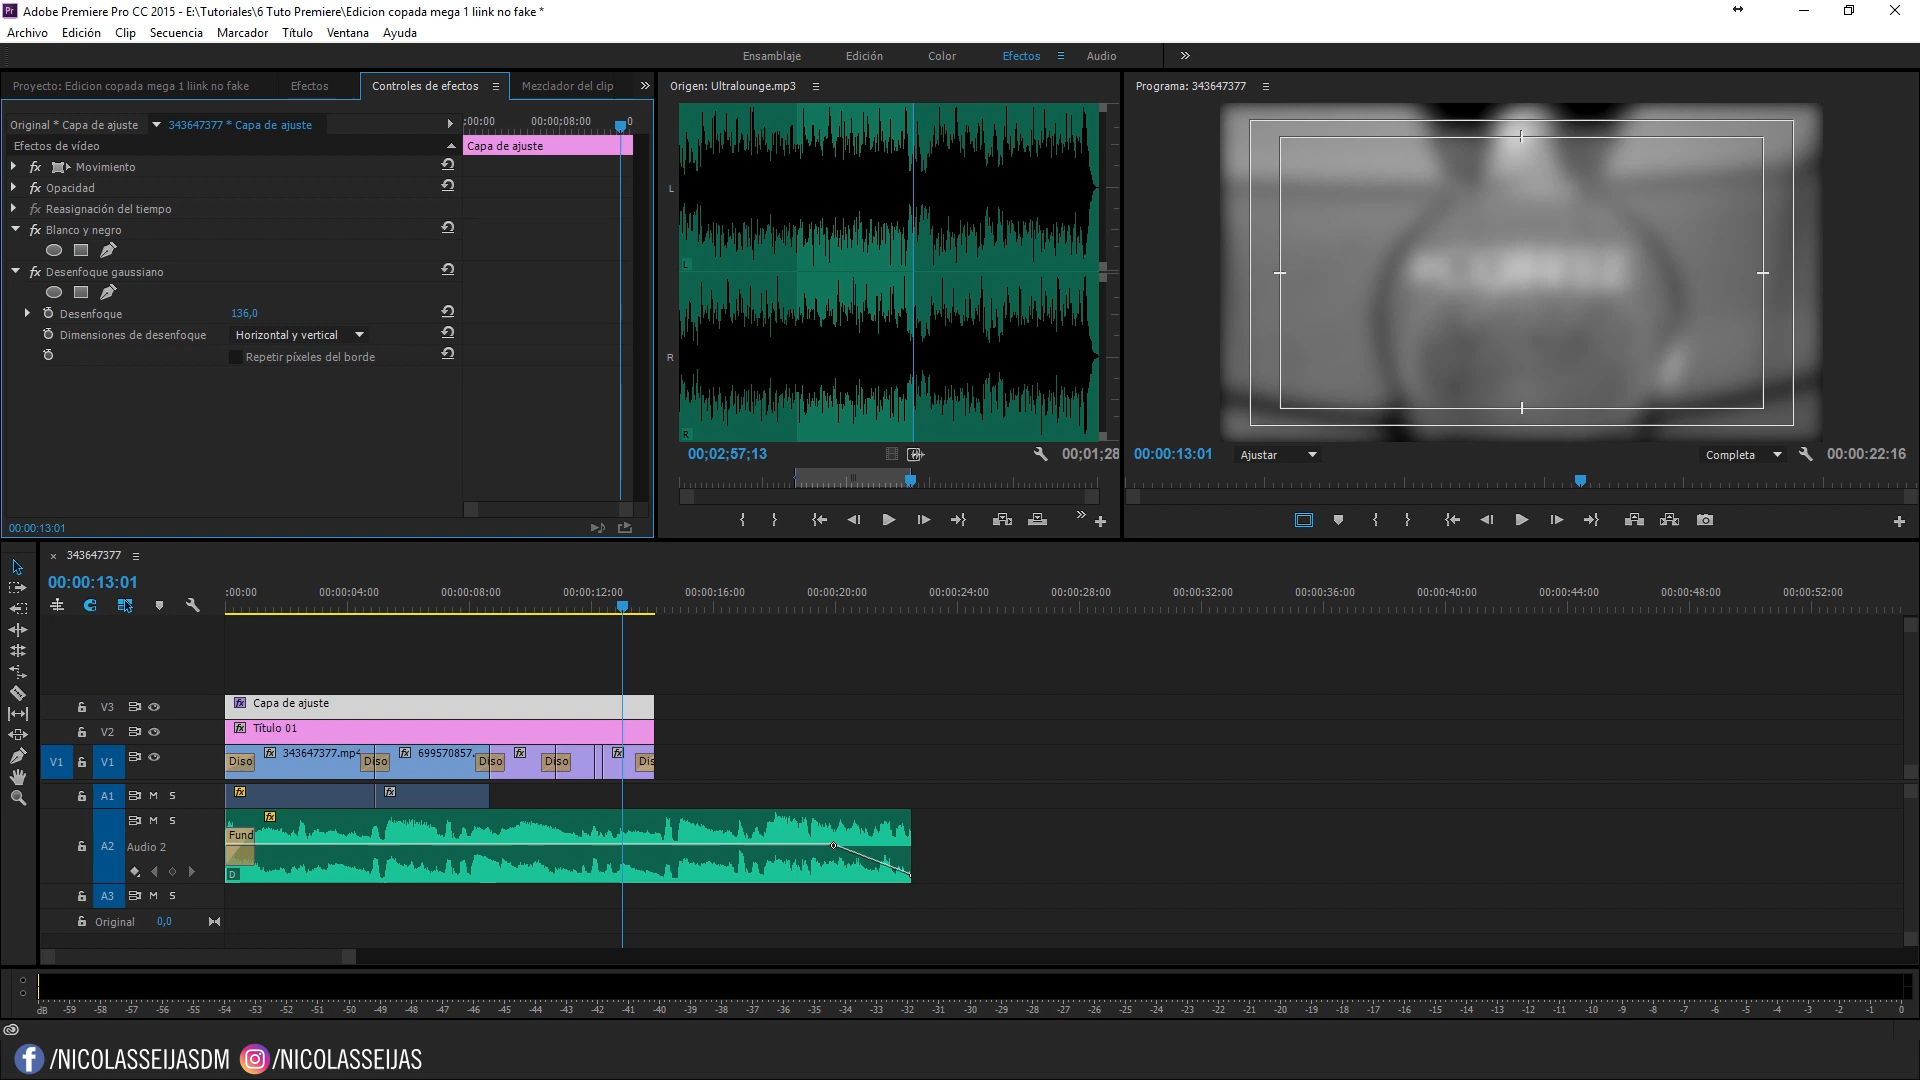 Adobe Premiere Pro CC 2015 - E:\Tutoriales\6 Tuto Premiere\Edicion copada mega 1 liink no fake *
Archivo Edición Clip Secuencia Marcador Título Ventana Ayuda
Ensamblaje Edición Color Efectos Audio
Proyecto: Edicion copada mega 1 liink no fake Efectos Controles de efectos Mezclador del clip
Original * Capa de ajuste 343647377 * Capa de ajuste
:00:00 00:00:08:00 0
Efectos de vídeo
Capa de ajuste
fx Movimiento
fx Opacidad
fx Reasignación del tiempo
fx Blanco y negro
fx Desenfoque gaussiano
Desenfoque 136,0
Dimensiones de desenfoque Horizontal y vertical
Repetir píxeles del borde
00:00:13:01
Origen: Ultralounge.mp3
L
L
R
R
00;02;57;13 00;01;28
Programa: 343647377
00:00:13:01 Ajustar Completa 00:00:22:16
343647377
00:00:13:01
:00:00 00:00:04:00 00:00:08:00 00:00:12:00 00:00:16:00 00:00:20:00 00:00:24:00 00:00:28:00 00:00:32:00 00:00:36:00 00:00:40:00 00:00:44:00 00:00:48:00 00:00:52:00
V3 fx Capa de ajuste
V2 fx Título 01
V1 V1 Diso fx 343647377.mp4 Diso fx 699570857. Diso fx Diso fx Dis
A1 M S fx fx
M S fx
Fund
A2 Audio 2
D
A3 M S
Original 0,0
dB -59 -58 -57 -56 -55 -54 -53 -52 -51 -50 -49 -48 -47 -46 -45 -44 -43 -42 -41 -40 -39 -38 -37 -36 -35 -34 -33 -32 -31 -30 -29 -28 -27 -26 -25 -24 -23 -22 -21 -20 -19 -18 -17 -16 -15 -14 -13 -12 -11 -10 -9 -8 -7 -6 -5 -4 -3 -2 -1 0
f /NICOLASSEIJASDM /NICOLASSEIJAS